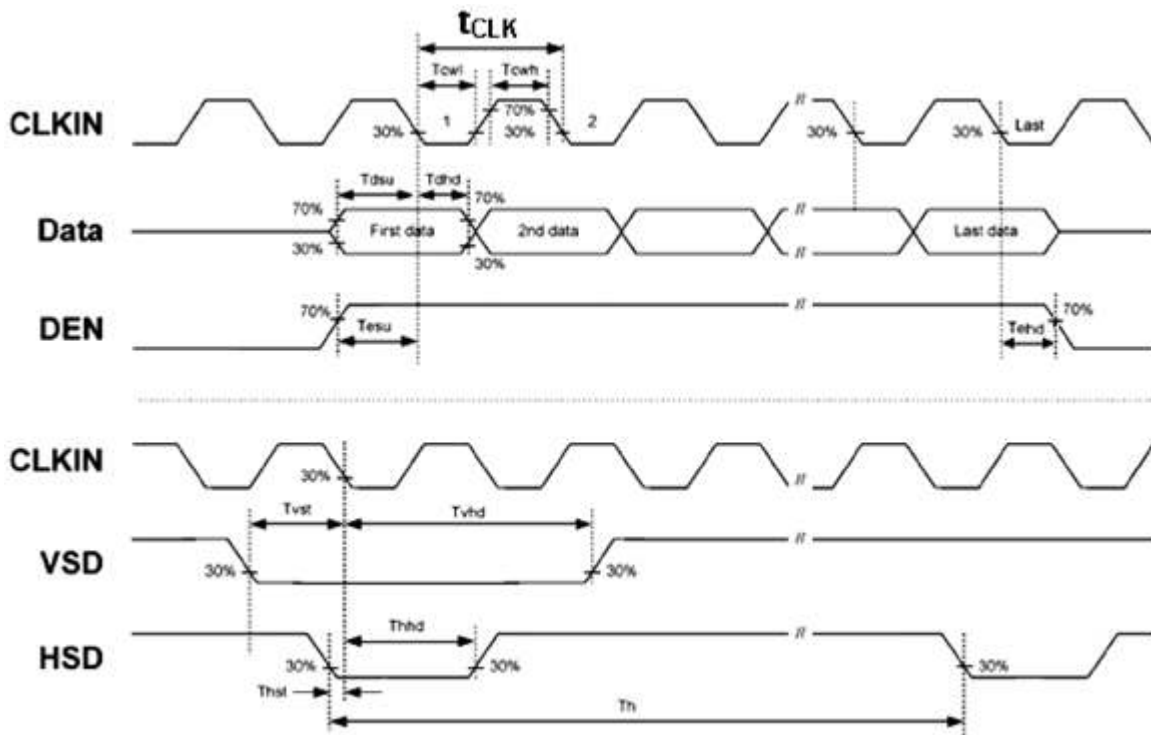 tCLK
Tcwl Tcwh
CLKIN 30% 1 70% 30% 2 30% 30% Last
Tdsu Tdhd
70% 70%
Data First data 2nd data Last data
30% 30%
DEN 70% 70%
Tesu Tehd
CLKIN 30%
Tvst Tvhd
VSD 30% 30%
Thhd
HSD 30% 30% 30%
Thst
Th